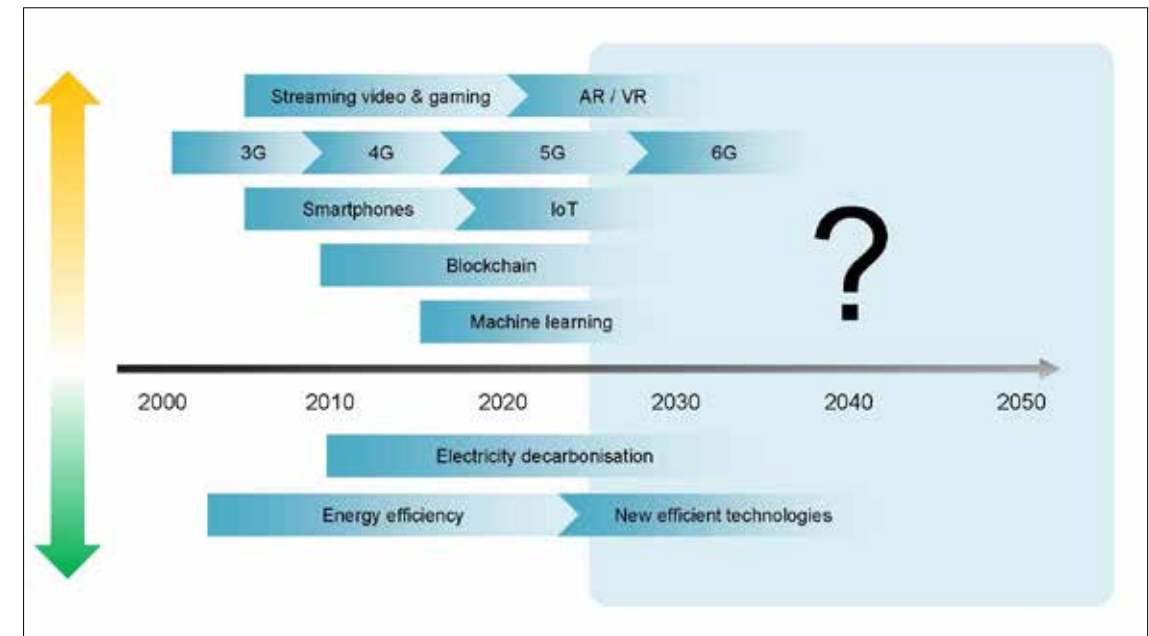 Streaming video & gaming AR / VR
3G 4G 5G 6G
Smartphones IoT
Blockchain
Machine learning
?
2000 2010 2020 2030 2040 2050
Electricity decarbonisation
Energy efficiency New efficient technologies